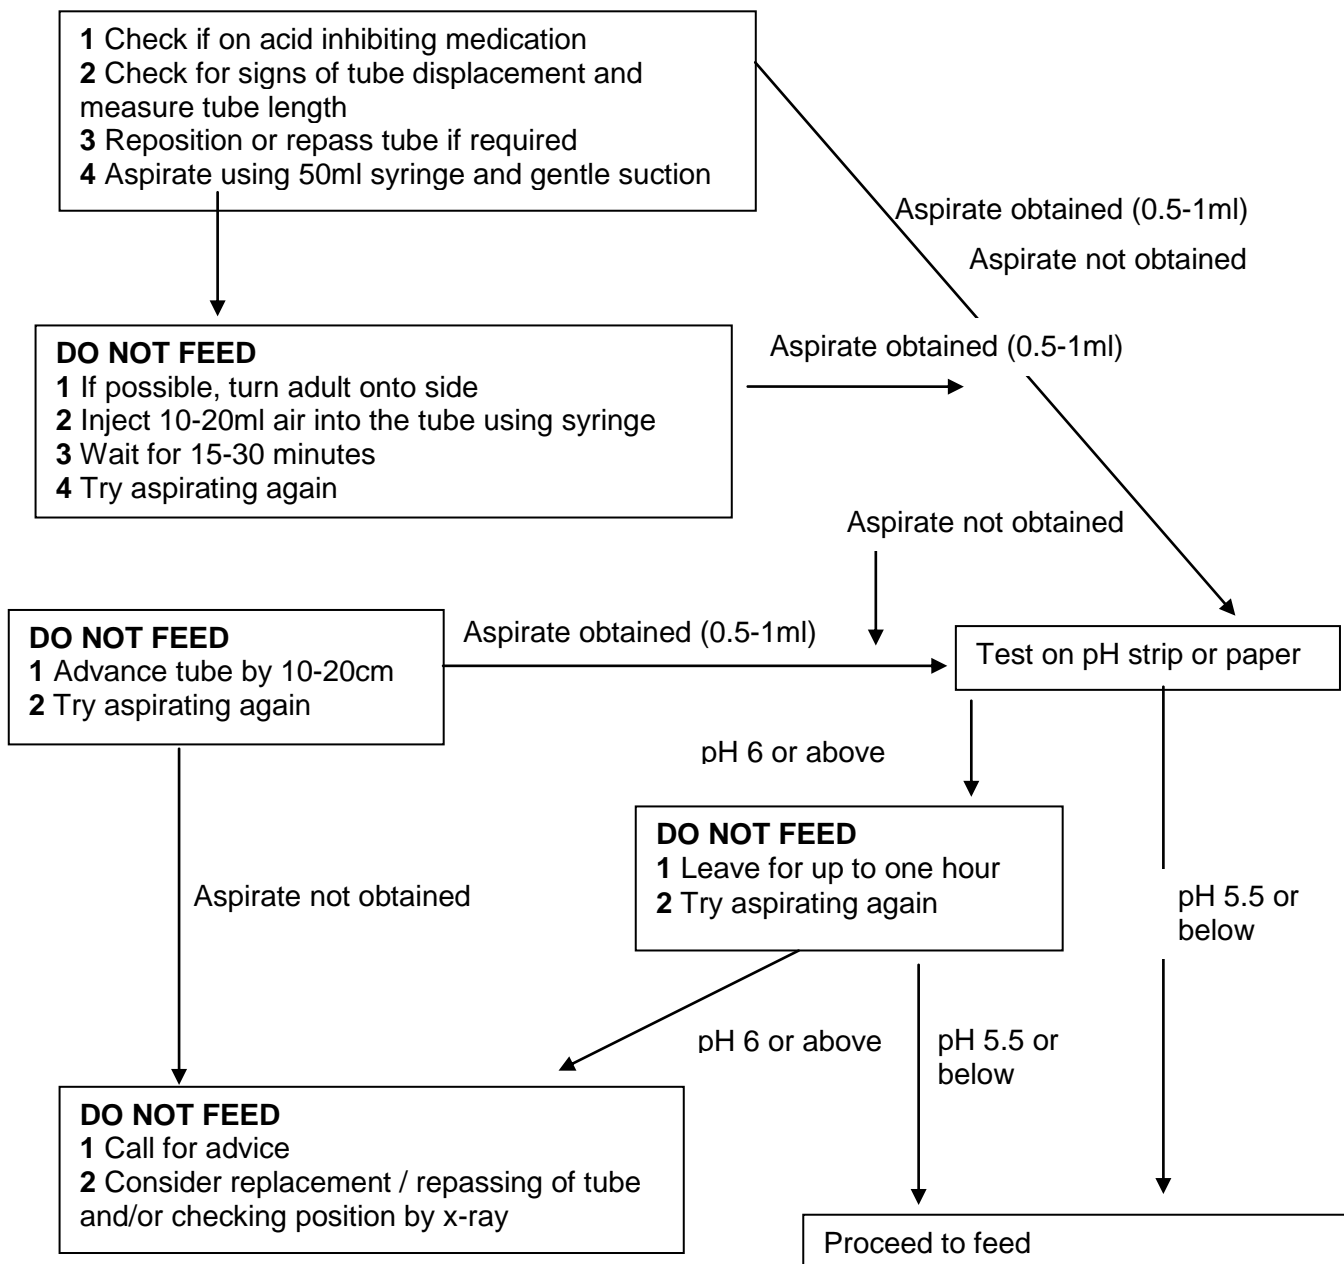 1 Check if on acid inhibiting medication
2 Check for signs of tube displacement and
measure tube length
3 Reposition or repass tube if required
4 Aspirate using 50ml syringe and gentle suction
Aspirate obtained (0.5-1ml)
Aspirate not obtained
DO NOT FEED
1 If possible, turn adult onto side
2 Inject 10-20ml air into the tube using syringe
3 Wait for 15-30 minutes
4 Try aspirating again
Aspirate obtained (0.5-1ml)
Aspirate not obtained
DO NOT FEED
1 Advance tube by 10-20cm
2 Try aspirating again
Aspirate obtained (0.5-1ml)
Test on pH strip or paper
pH 6 or above
DO NOT FEED
1 Leave for up to one hour
2 Try aspirating again
Aspirate not obtained
pH 5.5 or
below
pH 6 or above
pH 5.5 or
below
DO NOT FEED
1 Call for advice
2 Consider replacement / repassing of tube
and/or checking position by x-ray
Proceed to feed